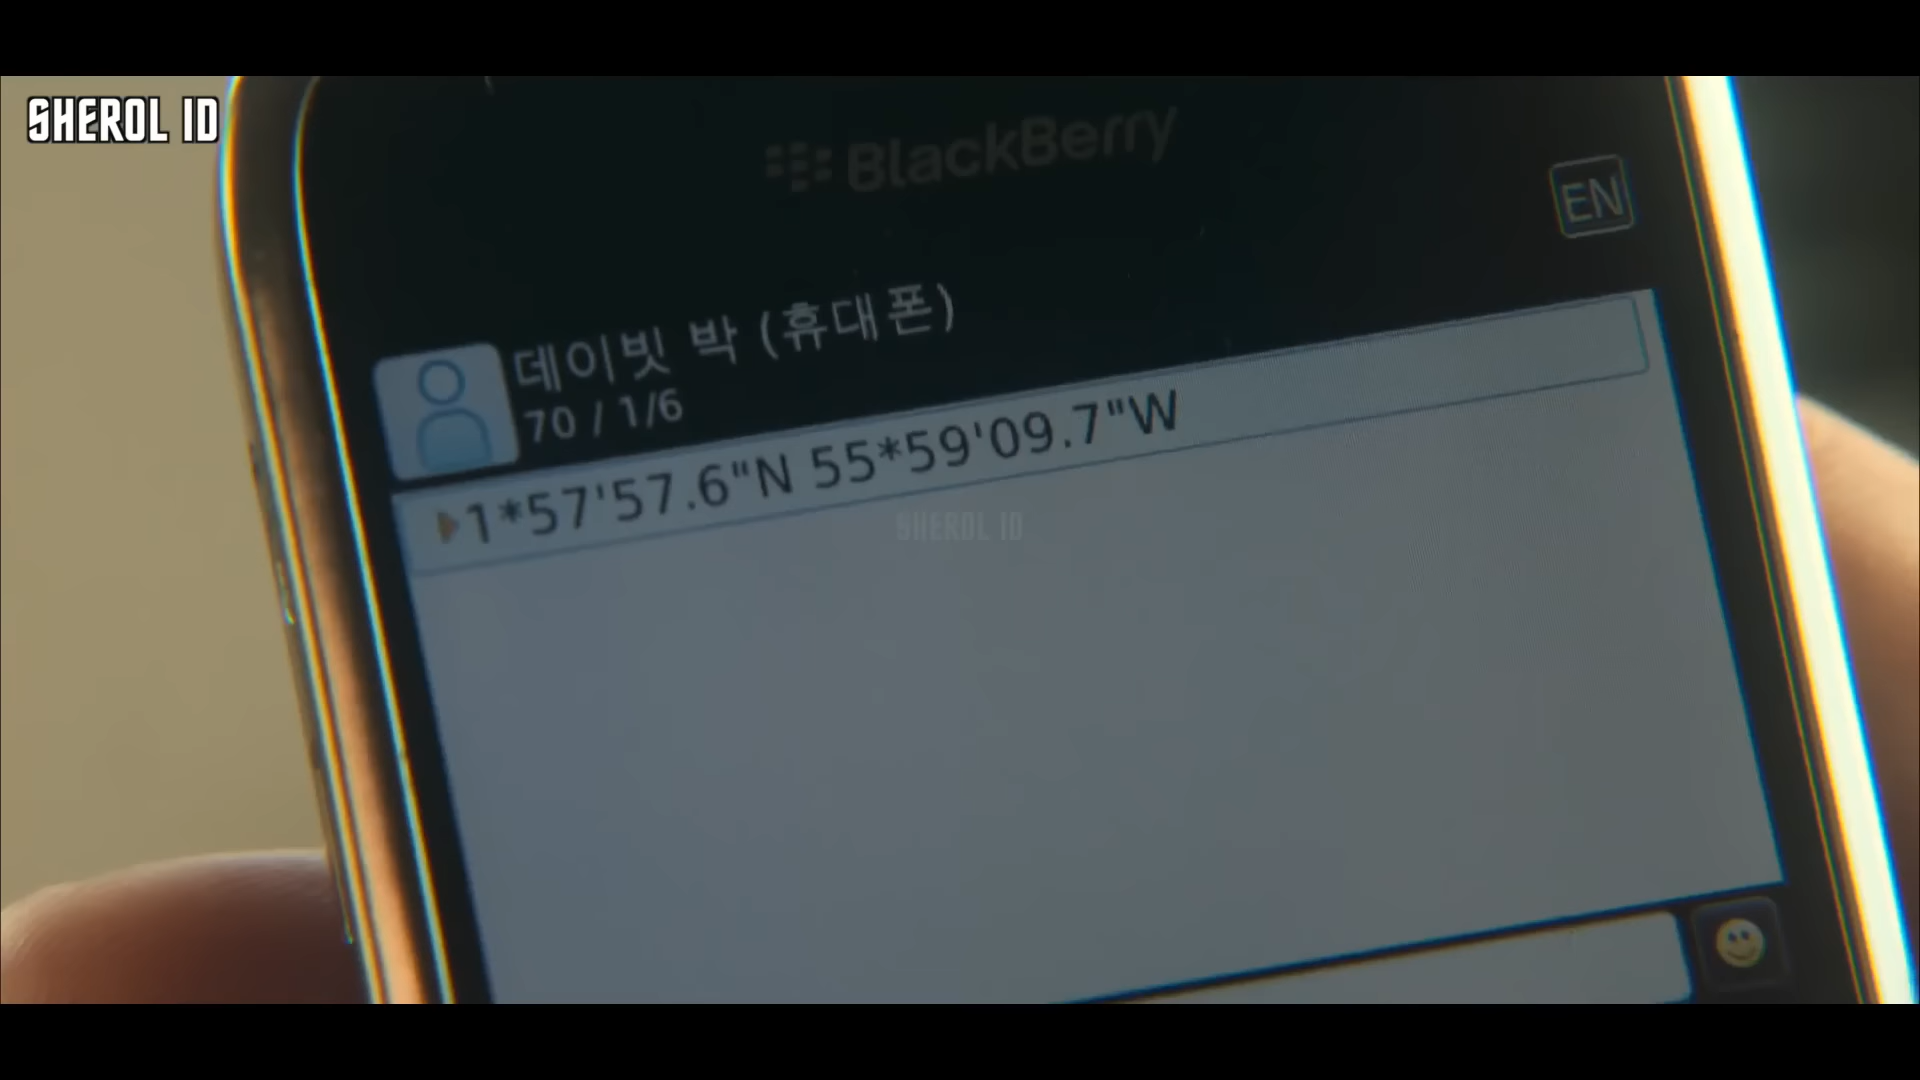 SHEROL ID
BlackBerry
EN
데이빗 박 (휴대폰)
70 / 1/6
1*57'57.6"N 55*59'09.7"W
SHEROL ID